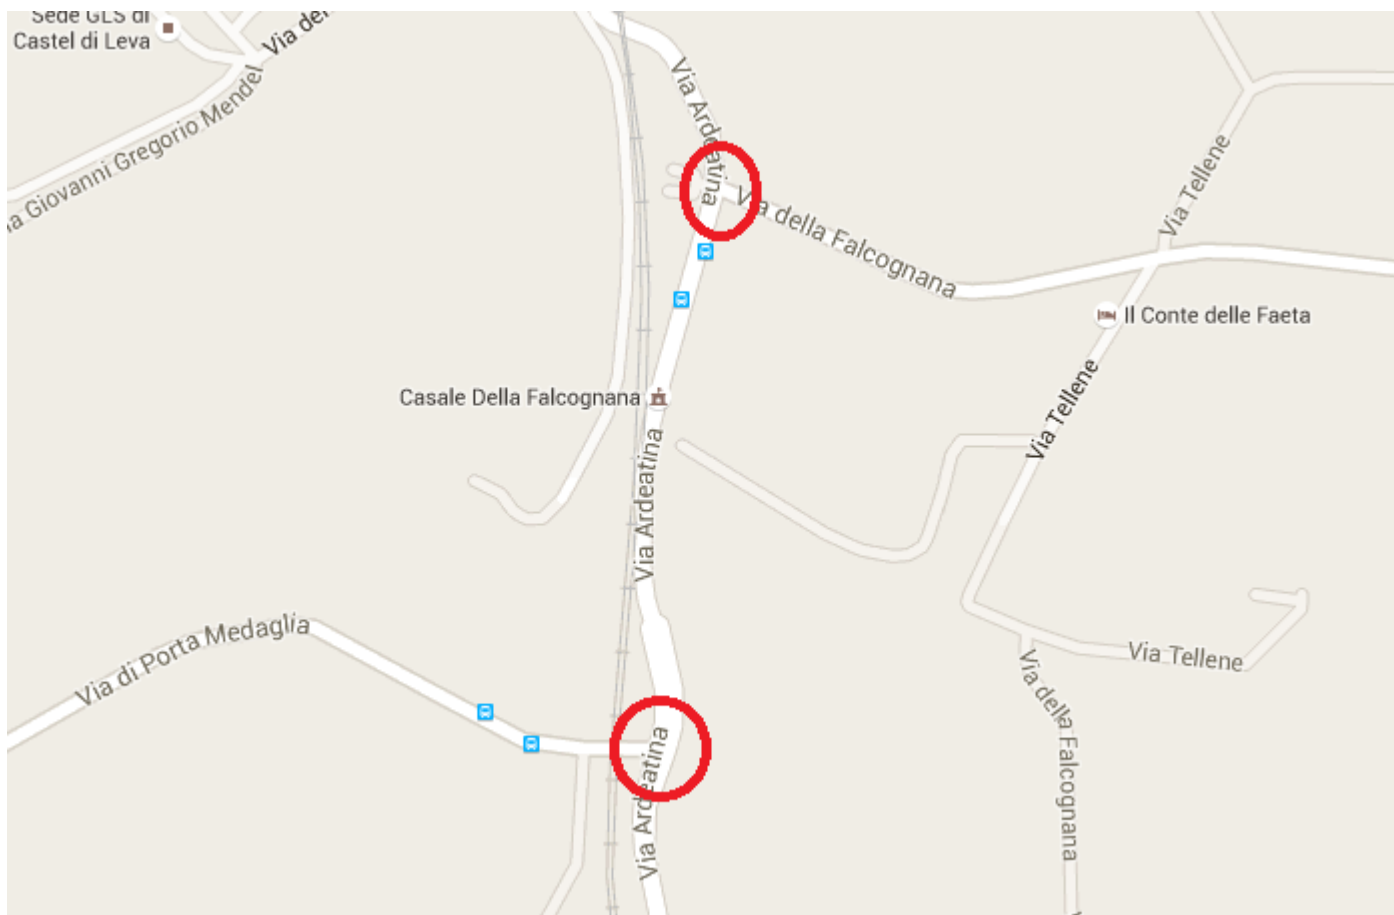 Sede GLS di
Castel di Leva
Via del
Via Ardeatina
Giovanni Gregorio Mendel
Via della Falcognana
Via Tellene
Il Conte delle Faeta
Casale Della Falcognana
Via Tellene
Via Ardeatina
Via di Porta Medaglia
Via Tellene
Via della Falcognana
Via Ardeatina